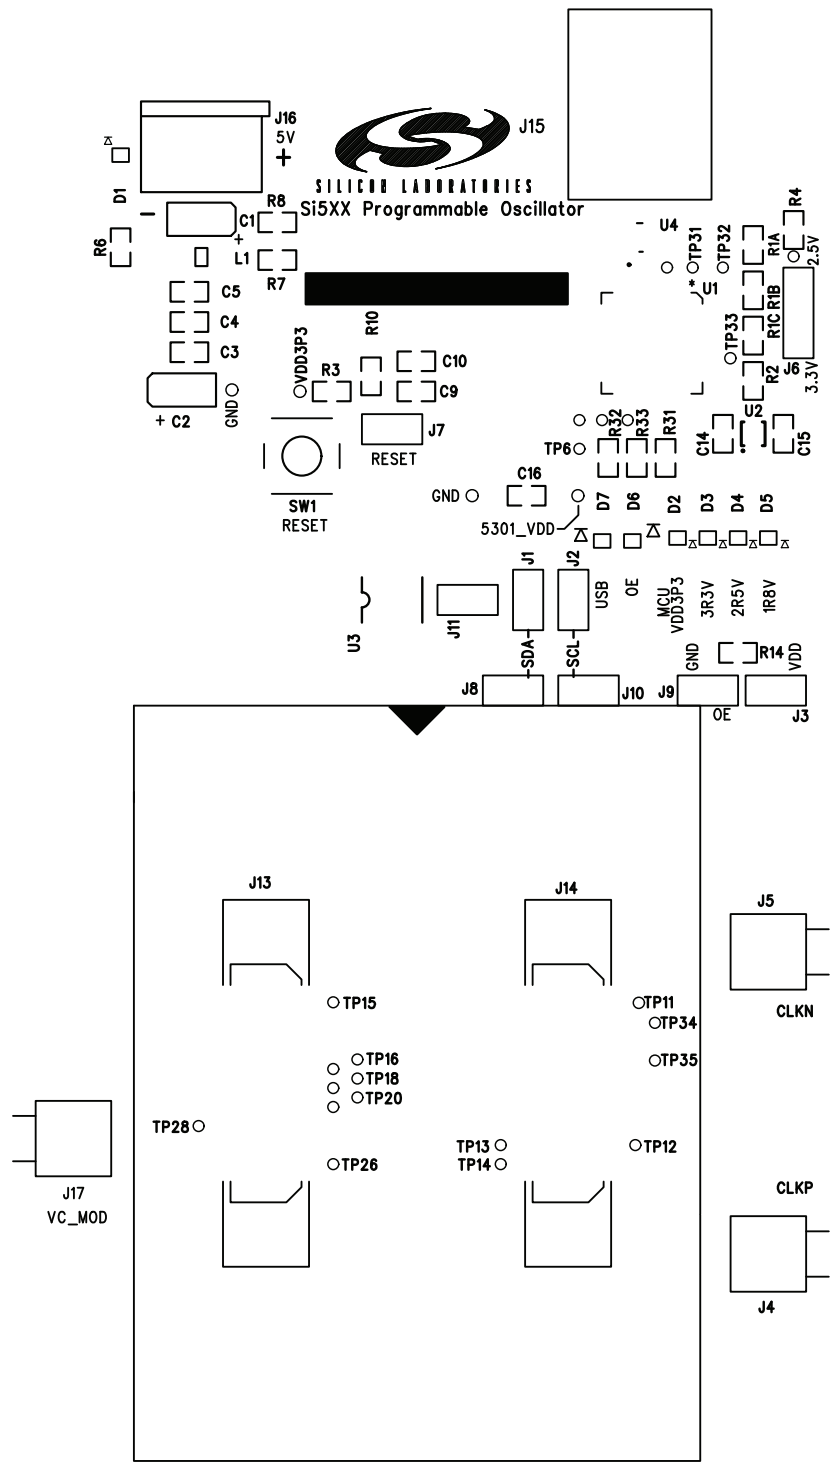 J16
5V
+
J15
D1
SILICON LABORATORIES
Si5XX Programmable Oscillator
R4
R8
C1
+
U4
TP31
TP32
R1A
2.5V
R6
L1
R7
C5
*
U1
R1B
C4
R10
R1C
TP33
C3
VDD3P3
R3
C10
C9
R2
J6
3.3V
GND
+ C2
J7
RESET
U2
TP6
R32
R33
R31
C14
C15
SW1
RESET
C16
GND
D7
D6
D2
D3
D4
D5
5301_VDD
J1
J2
USB
OE
MCU
VDD3P3
3R3V
2R5V
1R8V
U3
J11
SDA
SCL
GND
R14
VDD
J8
J10
J9
OE
J3
J13
J14
J5
TP15
TP11
TP34
CLKN
TP16
TP35
TP18
TP20
TP28
TP13
TP12
TP14
TP26
J17
VC_MOD
CLKP
J4